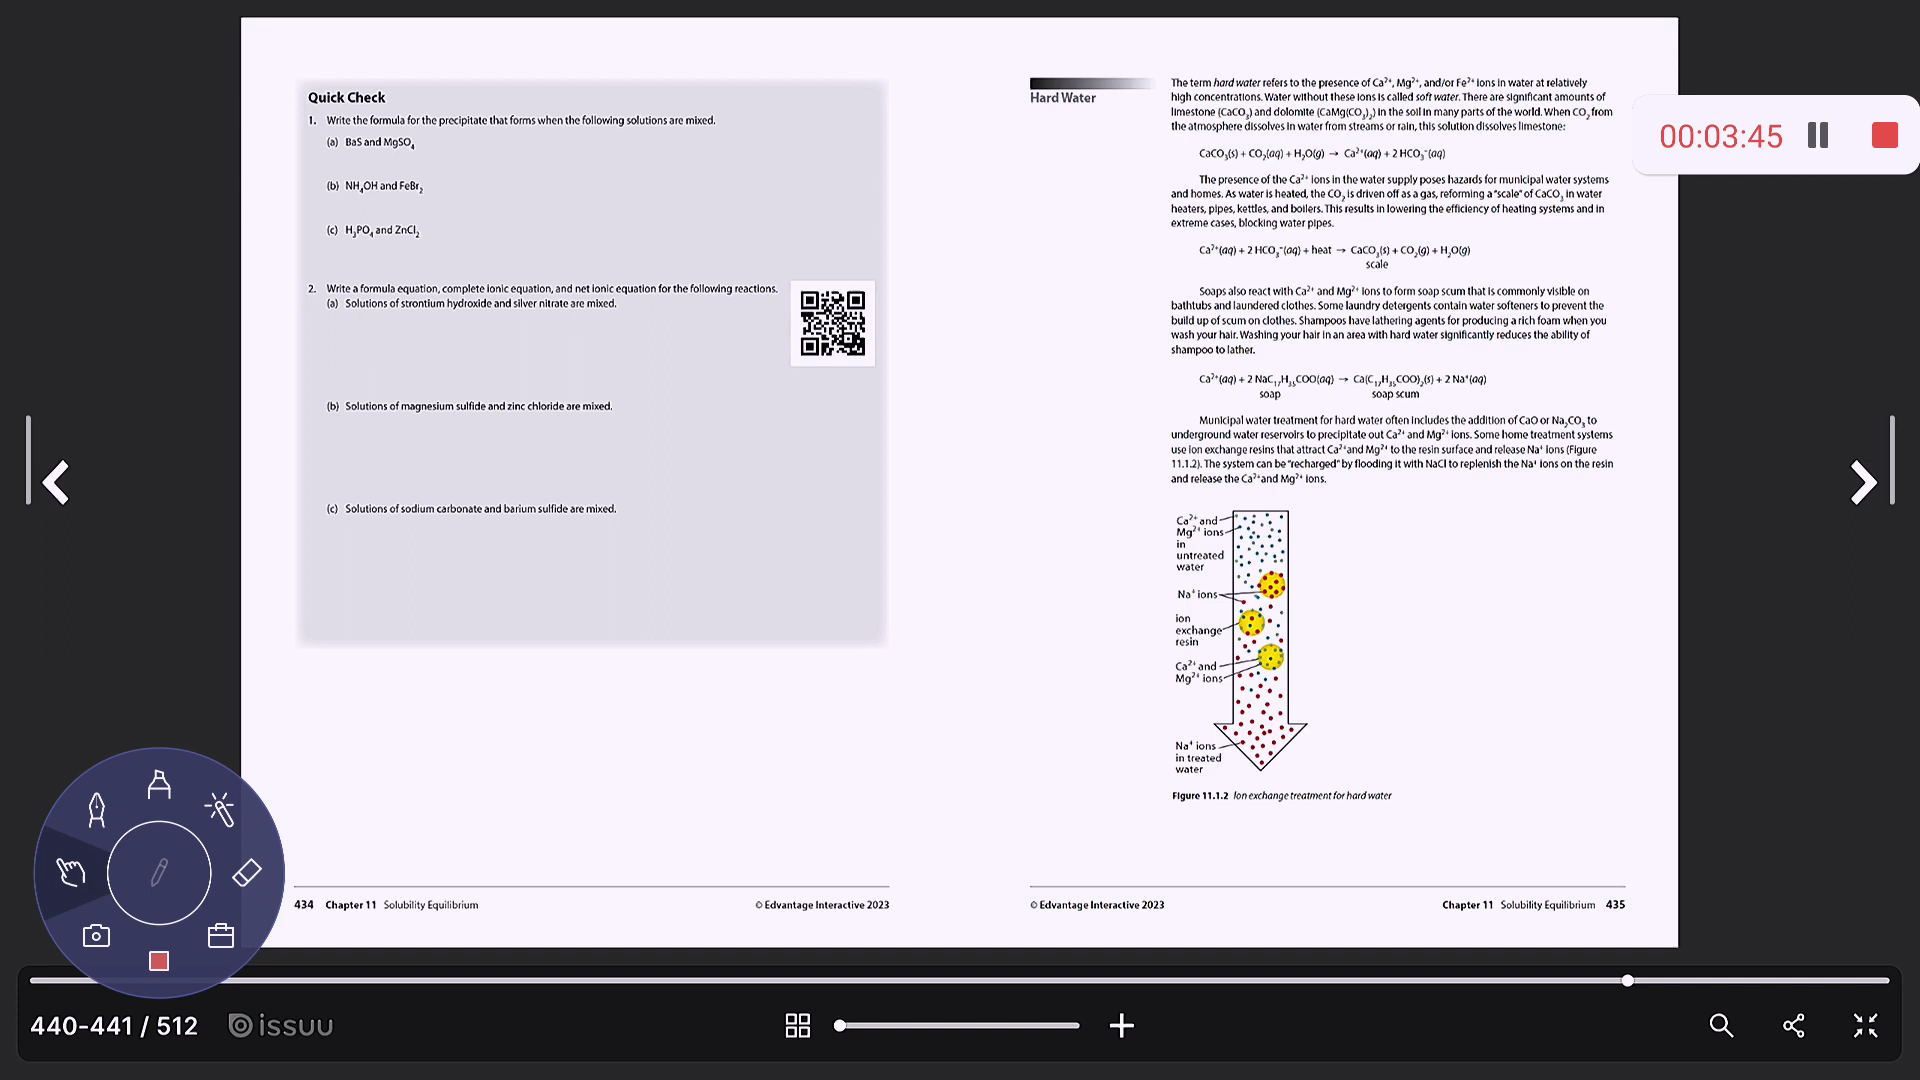 Quick Check
1. Write the formula for the precipitate that forms when the following solutions are mixed.
(a) BaS and MgSO₄
(b) NH₄OH and FeBr₂
(c) H₃PO₄ and ZnCl₂
2. Write a formula equation, complete ionic equation, and net ionic equation for the following reactions.
(a) Solutions of strontium hydroxide and silver nitrate are mixed.
(b) Solutions of magnesium sulfide and zinc chloride are mixed.
(c) Solutions of sodium carbonate and barium sulfide are mixed.
434 Chapter 11 Solubility Equilibrium
© Edvantage Interactive 2023
Hard Water
The term hard water refers to the presence of Ca²⁺, Mg²⁺, and/or Fe³⁺ ions in water at relatively
high concentrations. Water without these ions is called soft water. There are significant amounts of
limestone (CaCO₃) and dolomite (CaMg(CO₃)₂) in the soil in many parts of the world. When CO₂ from
the atmosphere dissolves in water from streams or rain, this solution dissolves limestone:
CaCO₃(s) + CO₂(aq) + H₂O(g) → Ca²⁺(aq) + 2 HCO₃⁻(aq)
The presence of the Ca²⁺ ions in the water supply poses hazards for municipal water systems
and homes. As water is heated, the CO₂ is driven off as a gas, reforming a "scale" of CaCO₃ in water
heaters, pipes, kettles, and boilers. This results in lowering the efficiency of heating systems and in
extreme cases, blocking water pipes.
Ca²⁺(aq) + 2 HCO₃⁻(aq) + heat → CaCO₃(s) + CO₂(g) + H₂O(g)
scale
Soaps also react with Ca²⁺ and Mg²⁺ ions to form soap scum that is commonly visible on
bathtubs and laundered clothes. Some laundry detergents contain water softeners to prevent the
build up of scum on clothes. Shampoos have lathering agents for producing a rich foam when you
wash your hair. Washing your hair in an area with hard water significantly reduces the ability of
shampoo to lather.
Ca²⁺(aq) + 2 NaC₁₇H₃₅COO(aq) → Ca(C₁₇H₃₅COO)₂(s) + 2 Na⁺(aq)
soap soap scum
Municipal water treatment for hard water often includes the addition of CaO or Na₂CO₃ to
underground water reservoirs to precipitate out Ca²⁺ and Mg²⁺ ions. Some home treatment systems
use ion exchange resins that attract Ca²⁺and Mg²⁺ to the resin surface and release Na⁺ ions (Figure
11.1.2). The system can be "recharged" by flooding it with NaCl to replenish the Na⁺ ions on the resin
and release the Ca²⁺and Mg²⁺ ions.
Ca²⁺ and
Mg²⁺ ions
in
untreated
water
Na⁺ ions
ion
exchange
resin
Ca²⁺ and
Mg²⁺ ions
Na⁺ ions
in treated
water
Figure 11.1.2 Ion exchange treatment for hard water
© Edvantage Interactive 2023
Chapter 11 Solubility Equilibrium 435
00:03:45
440-441 / 512
issuu